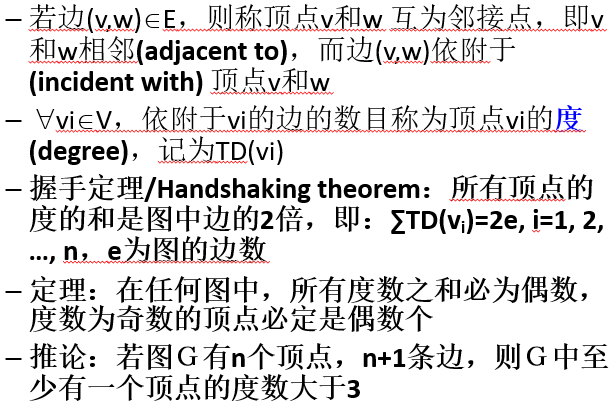 – 若边(v,w)∈E，则称顶点v和w 互为邻接点，即v
和w相邻(adjacent to)，而边(v,w)依附于
(incident with) 顶点v和w
– ∀vi∈V，依附于vi的边的数目称为顶点vi的度
(degree)，记为TD(vi)
– 握手定理/Handshaking theorem：所有顶点的
度的和是图中边的2倍，即：∑TD(vi)=2e, i=1, 2,
…, n，e为图的边数
– 定理：在任何图中，所有度数之和必为偶数，
度数为奇数的顶点必定是偶数个
– 推论：若图G有n个顶点，n+1条边，则G中至
少有一个顶点的度数大于3